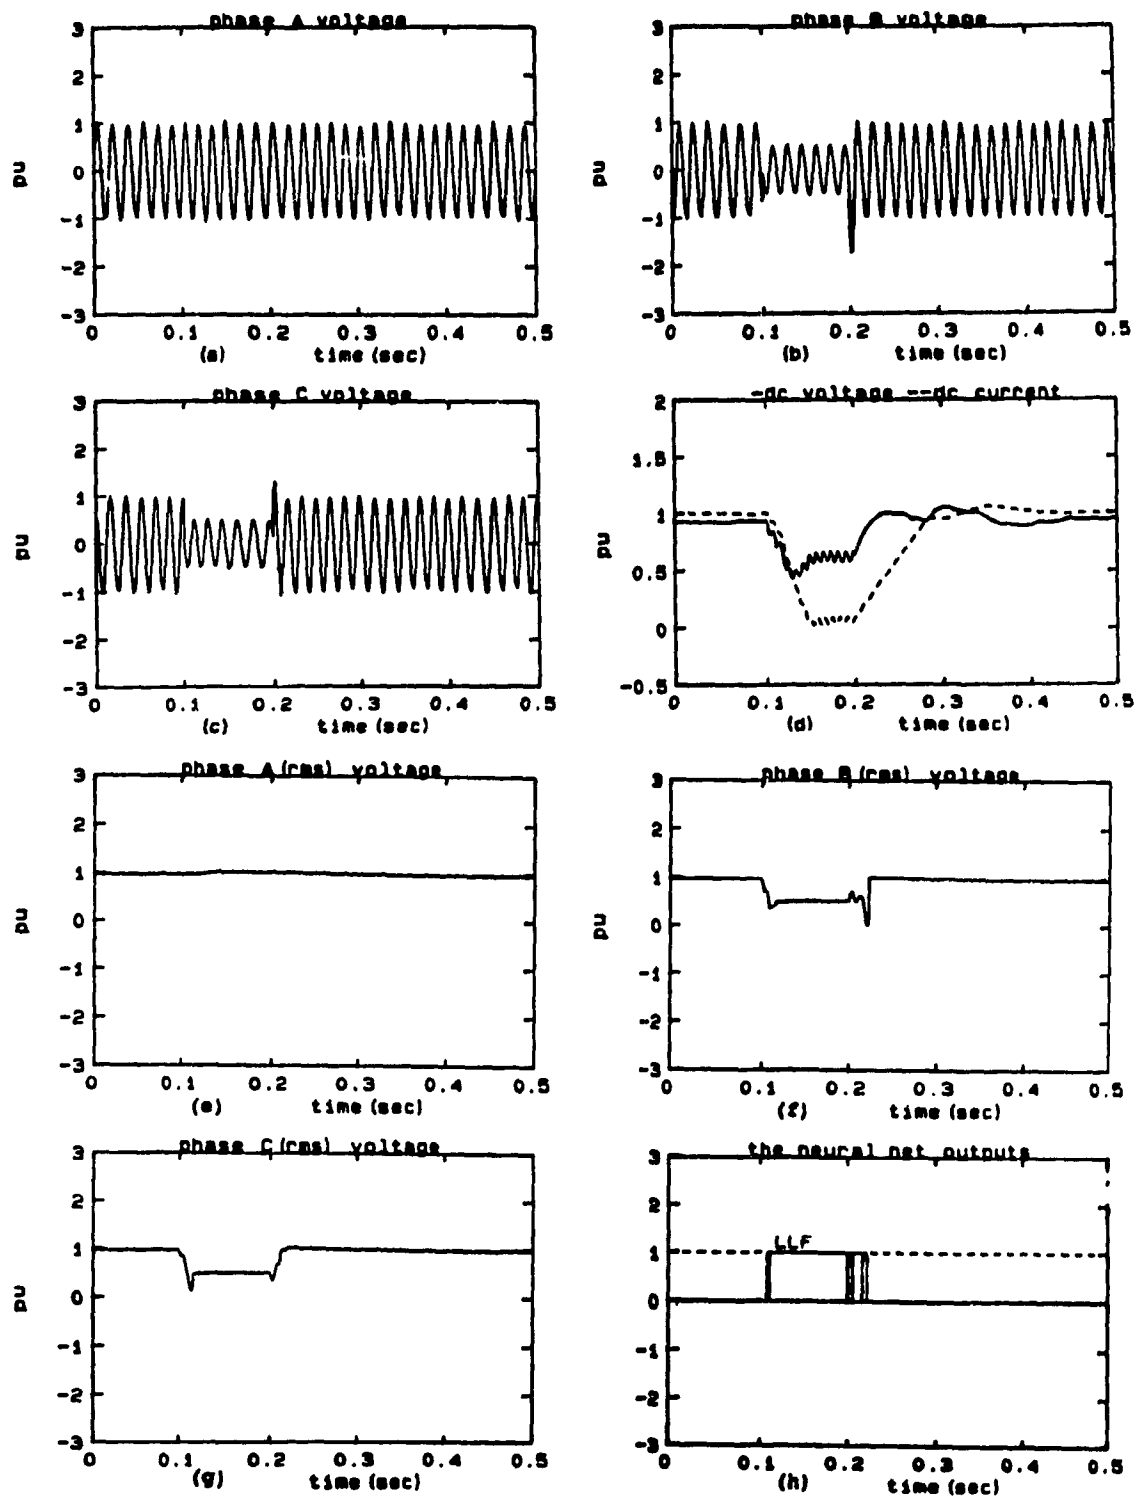 phase A voltage
3
2
1
0
-1
-2
-3
pu
0 0.1 0.2 0.3 0.4 0.5
(a) time (sec)
phase B voltage
3
2
1
0
-1
-2
-3
pu
0 0.1 0.2 0.3 0.4 0.5
(b) time (sec)
phase C voltage
3
2
1
0
-1
-2
-3
pu
0 0.1 0.2 0.3 0.4 0.5
(c) time (sec)
-dc voltage --dc current
2
1.5
1
0.5
0
-0.5
pu
0 0.1 0.2 0.3 0.4 0.5
(d) time (sec)
phase A (rms) voltage
3
2
1
0
-1
-2
-3
pu
0 0.1 0.2 0.3 0.4 0.5
(e) time (sec)
phase B (rms) voltage
3
2
1
0
-1
-2
-3
pu
0 0.1 0.2 0.3 0.4 0.5
(f) time (sec)
phase C (rms) voltage
3
2
1
0
-1
-2
-3
pu
0 0.1 0.2 0.3 0.4 0.5
(g) time (sec)
the neural net outputs
3
2
1
0
-1
-2
-3
LLF
0 0.1 0.2 0.3 0.4 0.5
(h) time (sec)